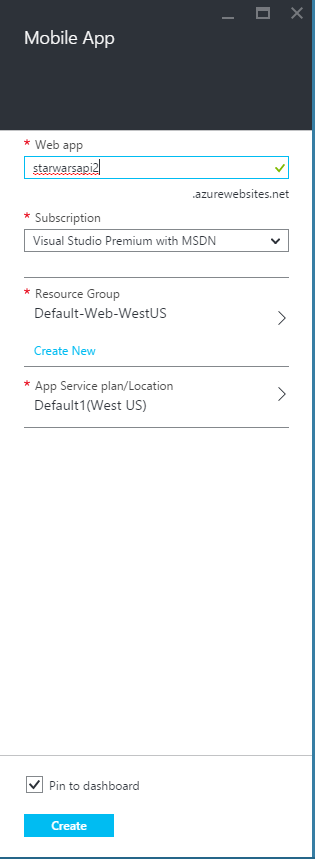 Mobile App
* Web app
starwarsapi2
.azurewebsites.net
* Subscription
Visual Studio Premium with MSDN
* Resource Group
Default-Web-WestUS
Create New
* App Service plan/Location
Default1(West US)
Pin to dashboard
Create